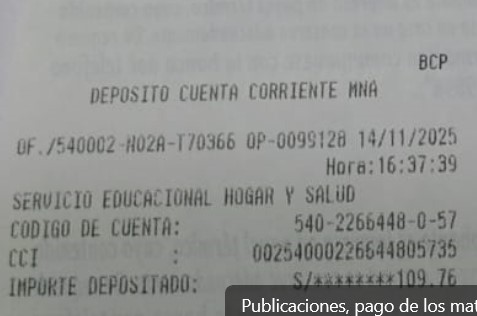 BCP
DEPOSITO CUENTA CORRIENTE MNA
OF./540002-N02A-T70366 OP-0099128 14/11/2025
Hora:16:37:39
SERVICIO EDUCACIONAL HOGAR Y SALUD
CODIGO DE CUENTA: 540-2266448-0-57
CCI : 00254000226644805735
IMPORTE DEPOSITADO: S/********109.76
Publicaciones, pago de los mat